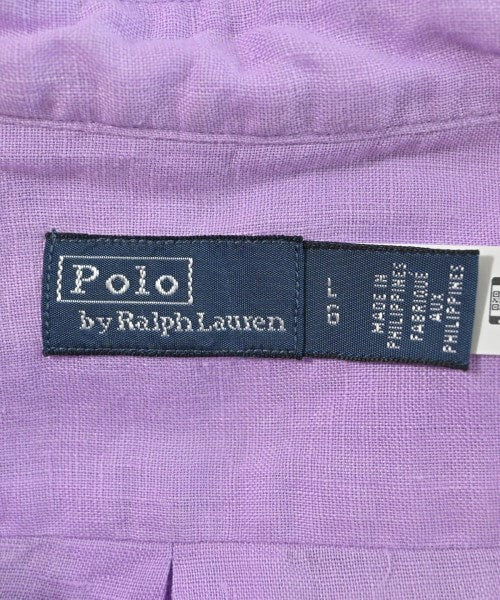 Polo
by Ralph Lauren
L
G
MADE IN
PHILIPPINES
FABRIQUÉ
AUX
PHILIPPINES